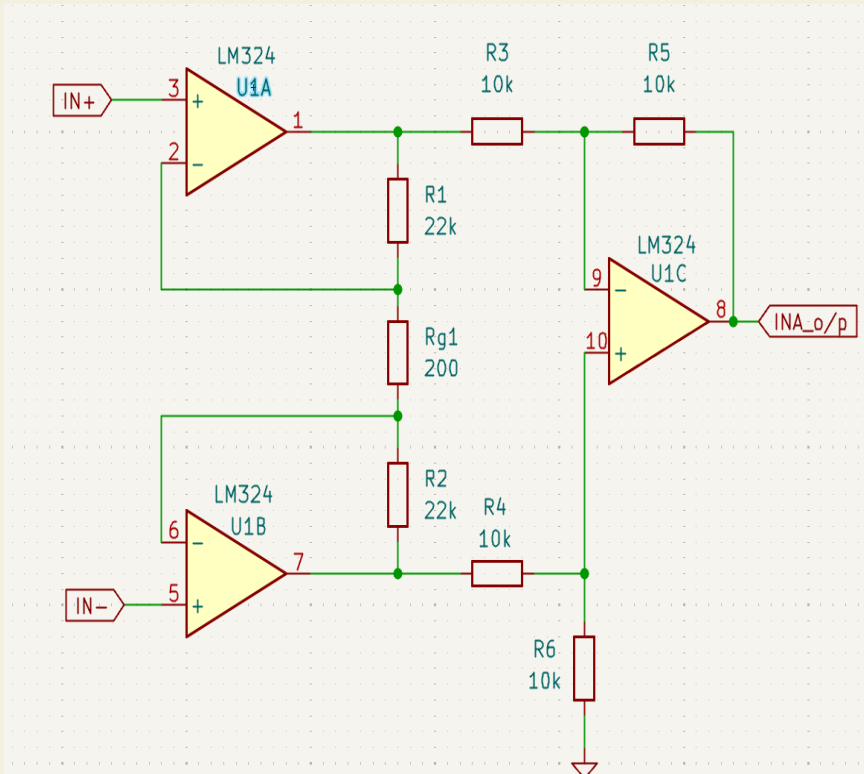 LM324
U1A
IN+
3
+
1
2
−
R3
10k
R5
10k
R1
22k
LM324
U1C
9
−
8
INA_o/p
10
+
Rg1
200
R2
22k
LM324
U1B
6
−
7
IN−
5
+
R4
10k
R6
10k